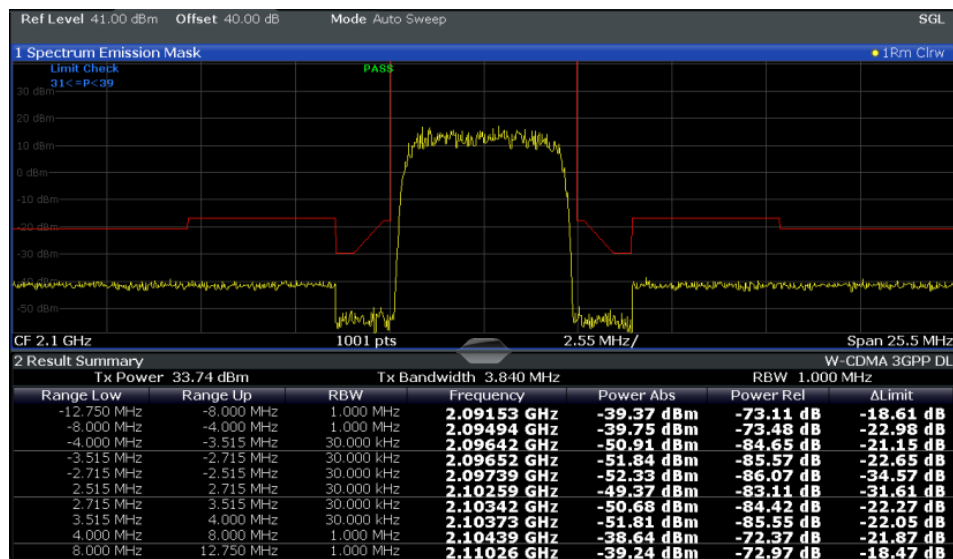 Ref Level 41.00 dBm Offset 40.00 dB Mode Auto Sweep SGL
1 Spectrum Emission Mask 1Rm Clrw
Limit Check PASS
31<=P<39
30 dBm
20 dBm
10 dBm
0 dBm
-10 dBm
-20 dBm
-30 dBm
-40 dBm
-50 dBm
CF 2.1 GHz 1001 pts 2.55 MHz/ Span 25.5 MHz
2 Result Summary W-CDMA 3GPP DL
Tx Power 33.74 dBm Tx Bandwidth 3.840 MHz RBW 1.000 MHz
Range Low Range Up RBW Frequency Power Abs Power Rel ΔLimit
-12.750 MHz -8.000 MHz 1.000 MHz 2.09153 GHz -39.37 dBm -73.11 dB -18.61 dB
-8.000 MHz -4.000 MHz 1.000 MHz 2.09494 GHz -39.75 dBm -73.48 dB -22.98 dB
-4.000 MHz -3.515 MHz 30.000 kHz 2.09642 GHz -50.91 dBm -84.65 dB -21.15 dB
-3.515 MHz -2.715 MHz 30.000 kHz 2.09652 GHz -51.84 dBm -85.57 dB -22.65 dB
-2.715 MHz -2.515 MHz 30.000 kHz 2.09739 GHz -52.33 dBm -86.07 dB -34.57 dB
2.515 MHz 2.715 MHz 30.000 kHz 2.10259 GHz -49.37 dBm -83.11 dB -31.61 dB
2.715 MHz 3.515 MHz 30.000 kHz 2.10342 GHz -50.68 dBm -84.42 dB -22.27 dB
3.515 MHz 4.000 MHz 30.000 kHz 2.10373 GHz -51.81 dBm -85.55 dB -22.05 dB
4.000 MHz 8.000 MHz 1.000 MHz 2.10439 GHz -38.64 dBm -72.37 dB -21.87 dB
8.000 MHz 12.750 MHz 1.000 MHz 2.11026 GHz -39.24 dBm -72.97 dB -18.47 dB